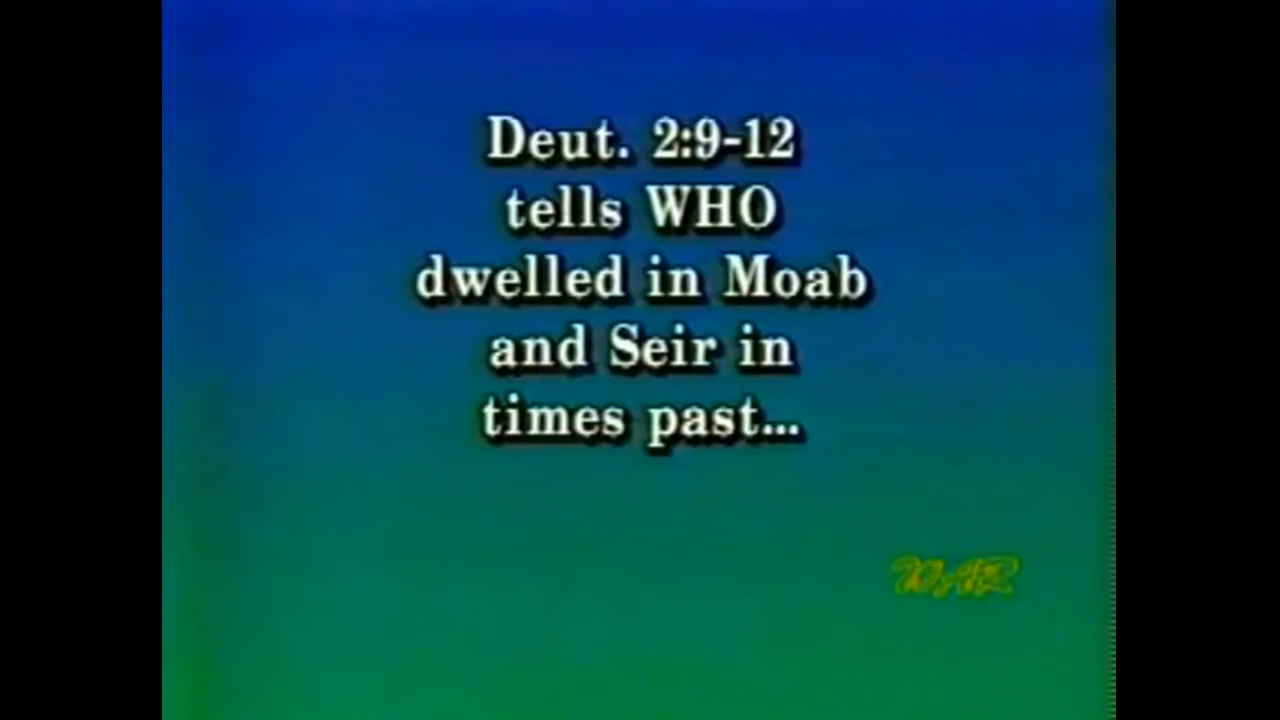 Deut. 2:9-12
tells WHO
dwelled in Moab
and Seir in
times past...